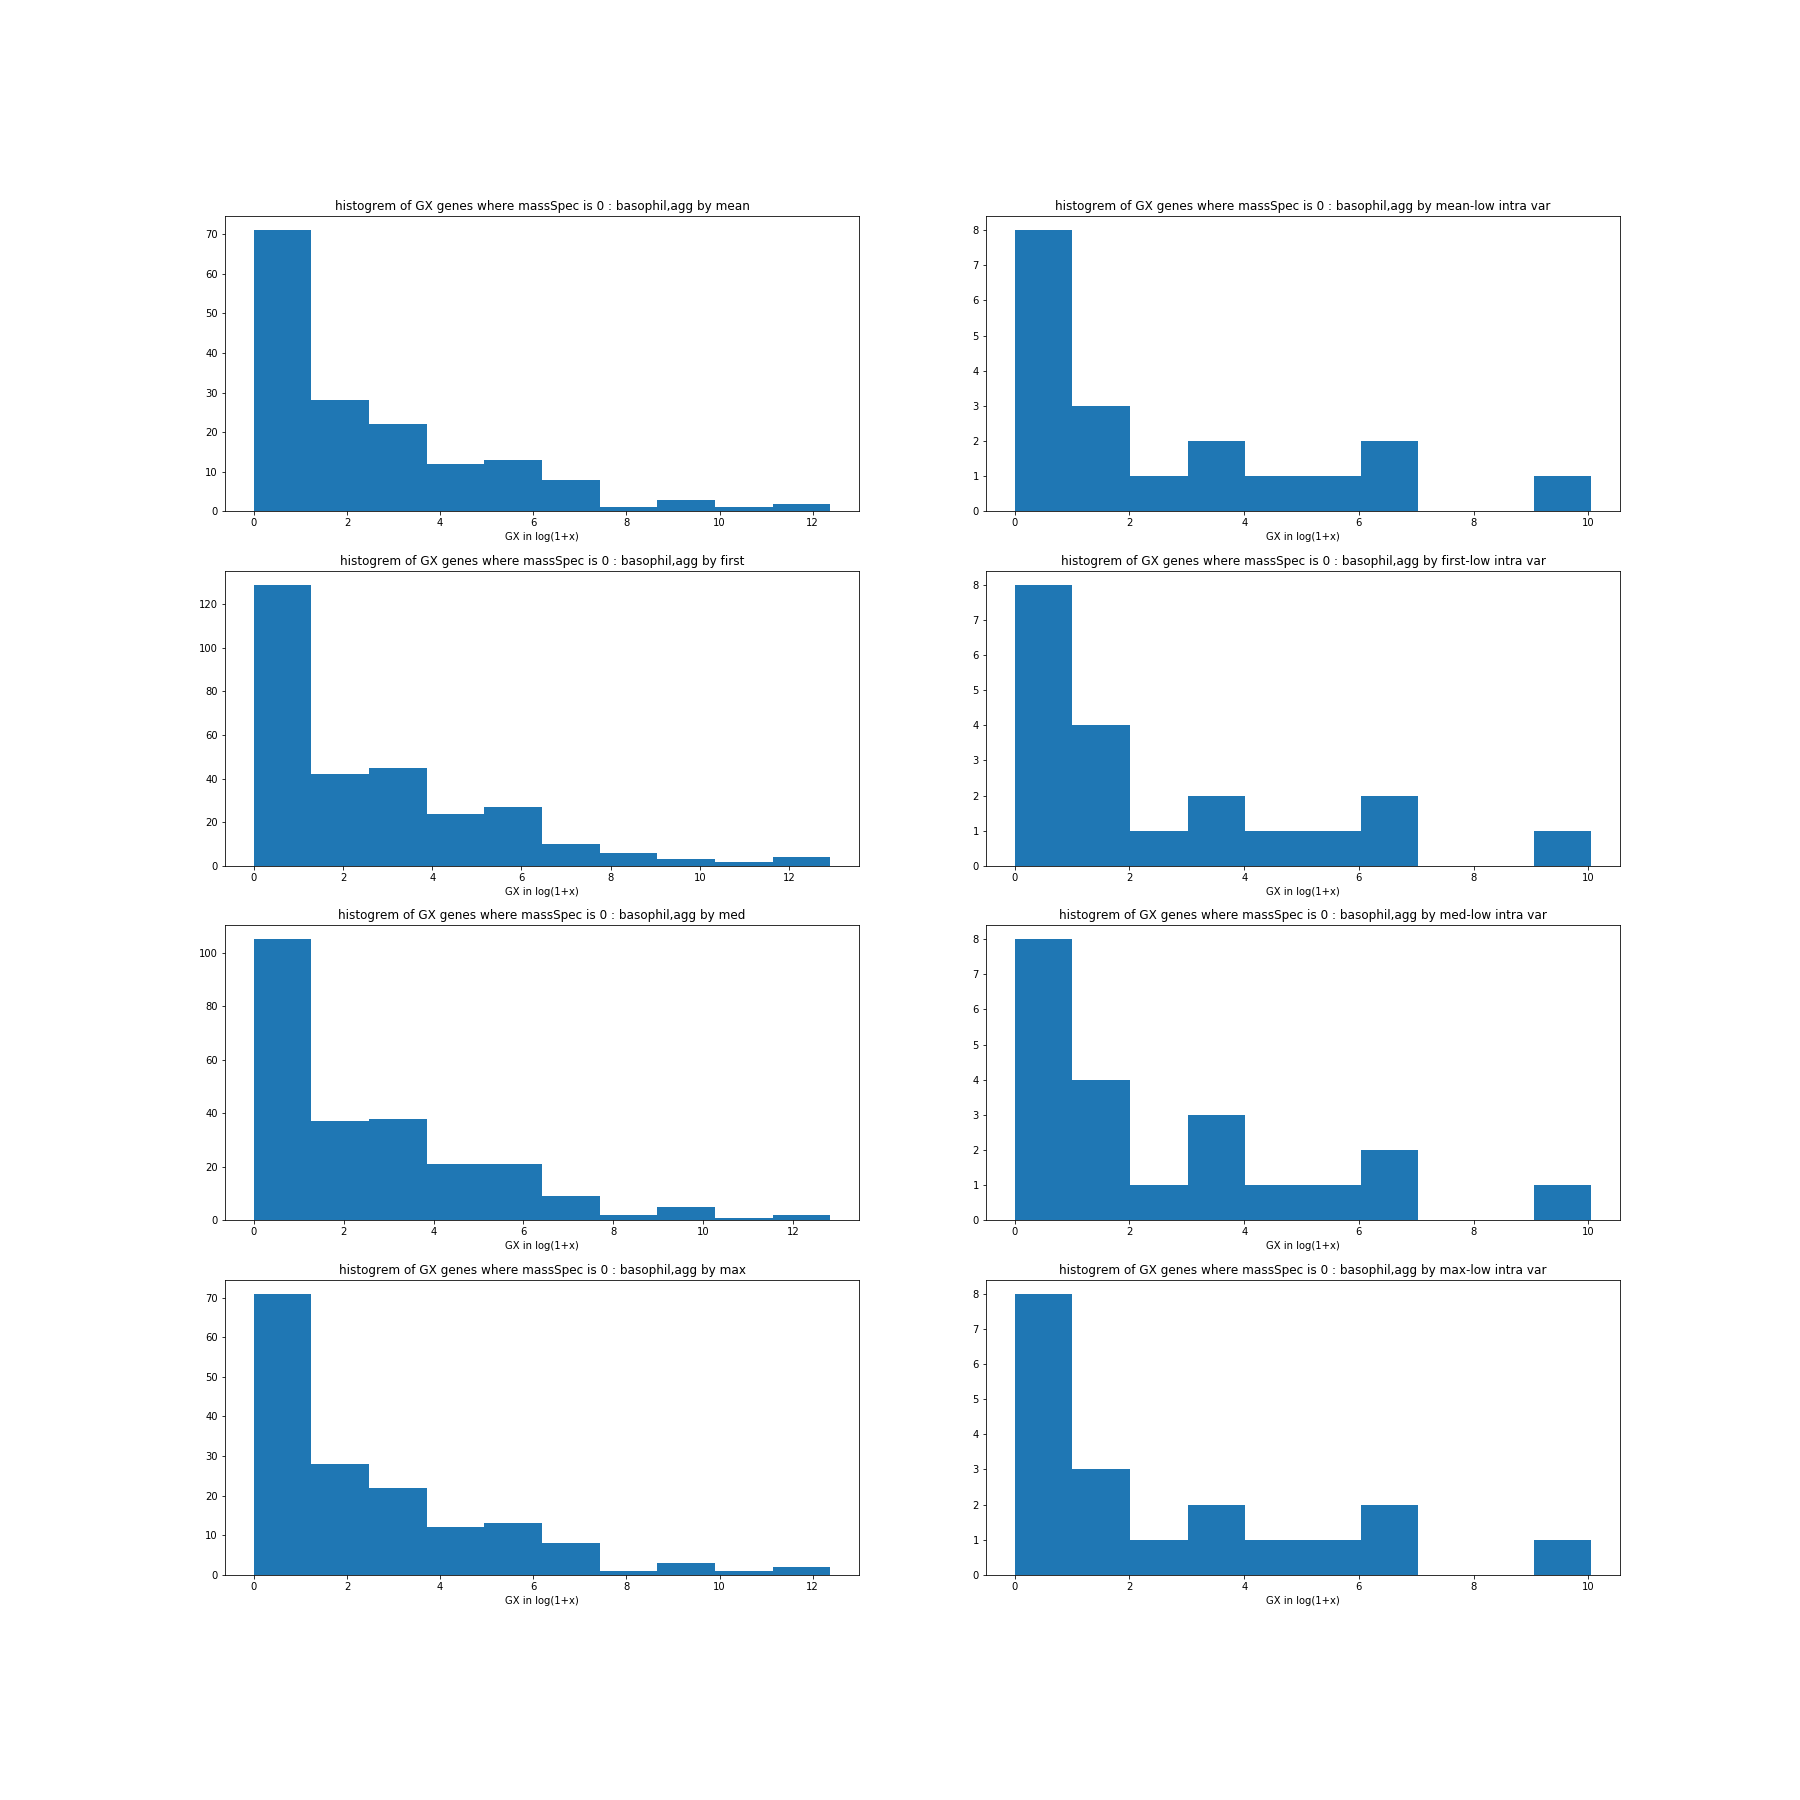 histogrem of GX genes where massSpec is 0 : basophil,agg by mean
70
60
50
40
30
20
10
0
0 2 4 6 8 10 12
GX in log(1+x)
histogrem of GX genes where massSpec is 0 : basophil,agg by mean-low intra var
8
7
6
5
4
3
2
1
0
0 2 4 6 8 10
GX in log(1+x)
histogrem of GX genes where massSpec is 0 : basophil,agg by first
120
100
80
60
40
20
0
0 2 4 6 8 10 12
GX in log(1+x)
histogrem of GX genes where massSpec is 0 : basophil,agg by first-low intra var
8
7
6
5
4
3
2
1
0
0 2 4 6 8 10
GX in log(1+x)
histogrem of GX genes where massSpec is 0 : basophil,agg by med
100
80
60
40
20
0
0 2 4 6 8 10 12
GX in log(1+x)
histogrem of GX genes where massSpec is 0 : basophil,agg by med-low intra var
8
7
6
5
4
3
2
1
0
0 2 4 6 8 10
GX in log(1+x)
histogrem of GX genes where massSpec is 0 : basophil,agg by max
70
60
50
40
30
20
10
0
0 2 4 6 8 10 12
GX in log(1+x)
histogrem of GX genes where massSpec is 0 : basophil,agg by max-low intra var
8
7
6
5
4
3
2
1
0
0 2 4 6 8 10
GX in log(1+x)